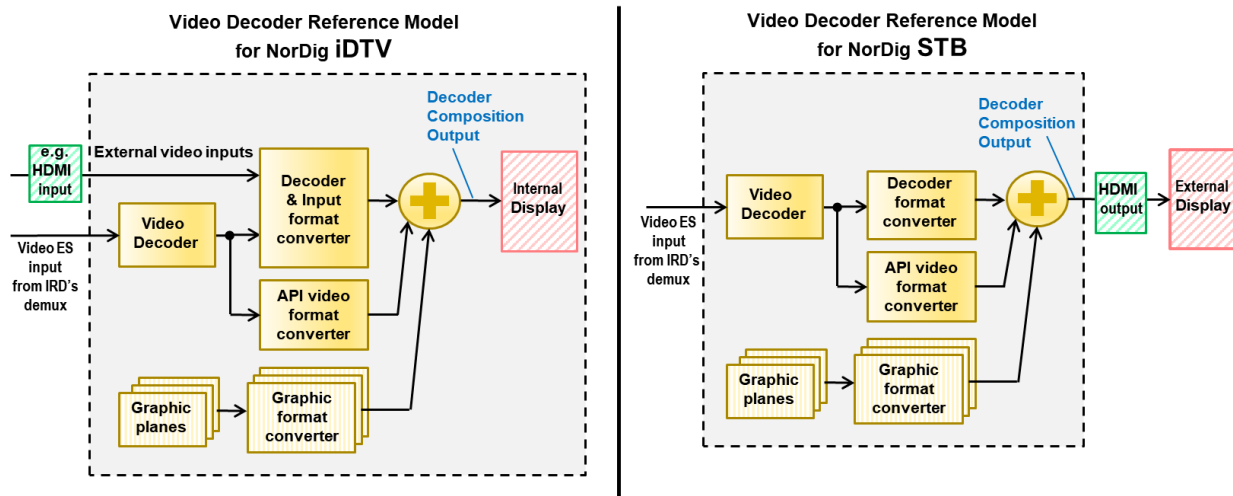 Video Decoder Reference Model
for NorDig iDTV
Decoder
Composition
Output
e.g.
HDMI
input
External video inputs
Decoder
& Input
format
converter
Internal
Display
Video
Decoder
Video ES
input
from IRD's
demux
API video
format
converter
Graphic
planes
Graphic
format
converter
Video Decoder Reference Model
for NorDig STB
Decoder
Composition
Output
Video
Decoder
Decoder
format
converter
HDMI
output
External
Display
Video ES
input
from IRD's
demux
API video
format
converter
Graphic
planes
Graphic
format
converter